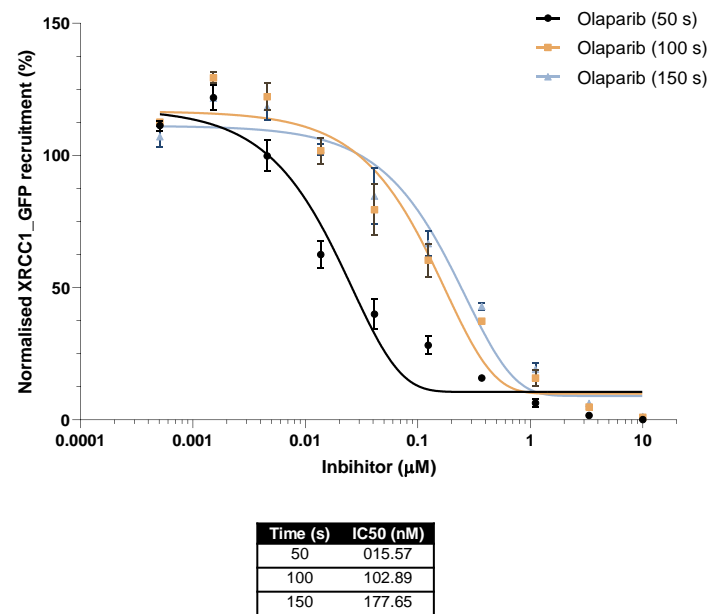 150
100
50
0
Normalised XRCC1_GFP recruitment (%)
Olaparib (50 s)
Olaparib (100 s)
Olaparib (150 s)
0.0001 0.001 0.01 0.1 1 10
Inbihitor (μM)
Time (s) IC50 (nM)
50 015.57
100 102.89
150 177.65